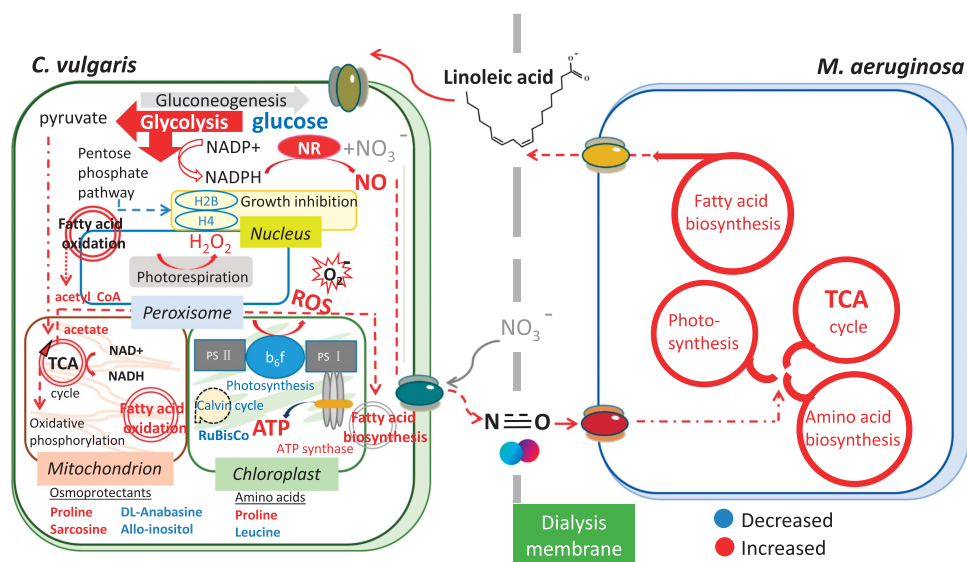 C. vulgaris
Linoleic acid
M. aeruginosa
Gluconeogenesis
pyruvate
Glycolysis
glucose
Pentose
phosphate
pathway
NADP+
NADPH
NR
+NO3-
NO
H2B
H4
Growth inhibition
Nucleus
Fatty acid
oxidation
H2O2
Photorespiration
O2-
ROS
acetyl CoA
Peroxisome
acetate
TCA
cycle
NAD+
NADH
Fatty acid
oxidation
Oxidative
phosphorylation
Mitochondrion
PS II
b6f
PS I
Photosynthesis
Calvin cycle
RuBisCo
ATP
ATP synthase
Fatty acid
biosynthesis
Chloroplast
Osmoprotectants
Proline
DL-Anabasine
Sarcosine
Allo-inositol
Amino acids
Proline
Leucine
O-
O
NO3-
N≡O
Dialysis
membrane
Fatty acid
biosynthesis
Photo-
synthesis
TCA
cycle
Amino acid
biosynthesis
Decreased
Increased